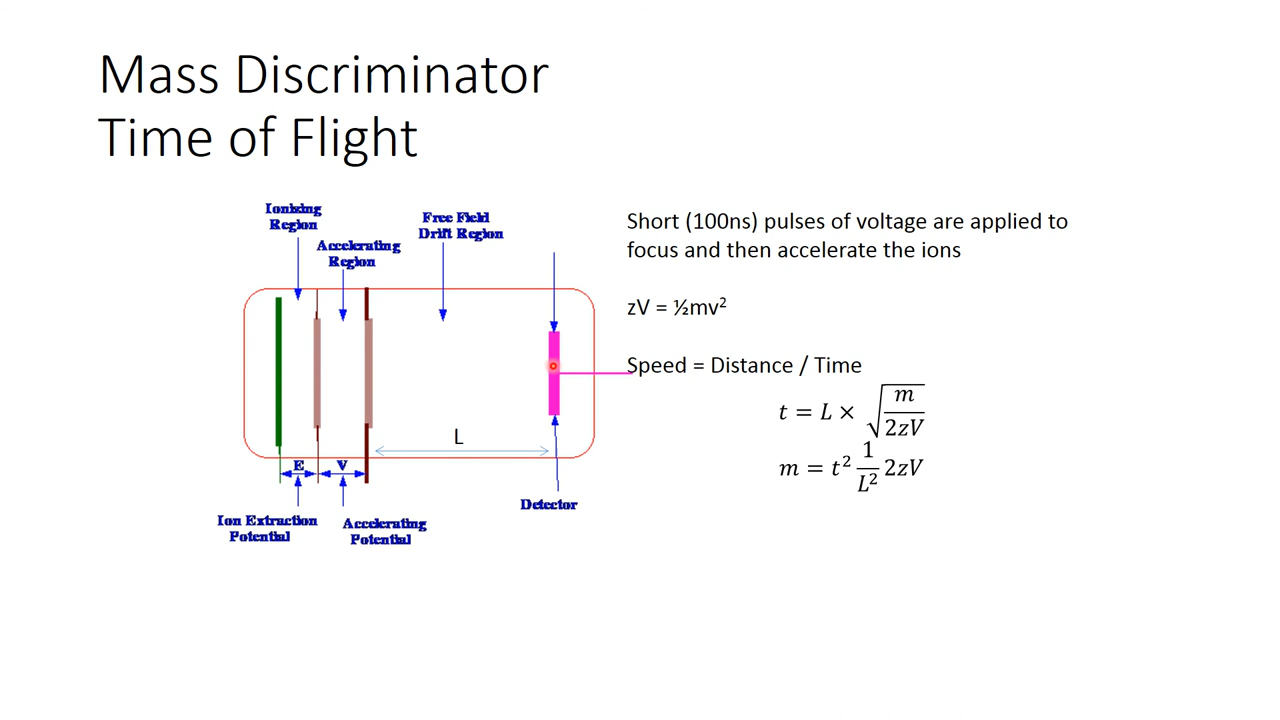 Mass Discriminator
Time of Flight
Ionizing
Region
Accelerating
Region
Free Field
Drift Region
L
E
V
Ion Extraction
Potential
Accelerating
Potential
Detector
Short (100ns) pulses of voltage are applied to
focus and then accelerate the ions
zV = ½mv²
Speed = Distance / Time
t = L × √(m/2zV)
m = t² 1/L² 2zV